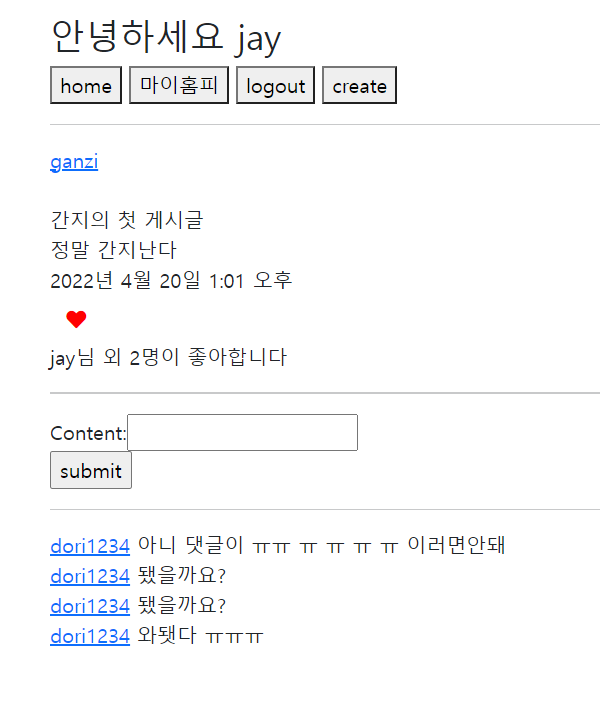 안녕하세요 jay
home 마이홈피 logout create
ganzi
간지의 첫 게시글
정말 간지난다
2022년 4월 20일 1:01 오후
jay님 외 2명이 좋아합니다
Content:
submit
dori1234 아니 댓글이 ㅠㅠ ㅠ ㅠ ㅠ ㅠ 이러면안돼
dori1234 됐을까요?
dori1234 됐을까요?
dori1234 와됏다 ㅠㅠㅠ